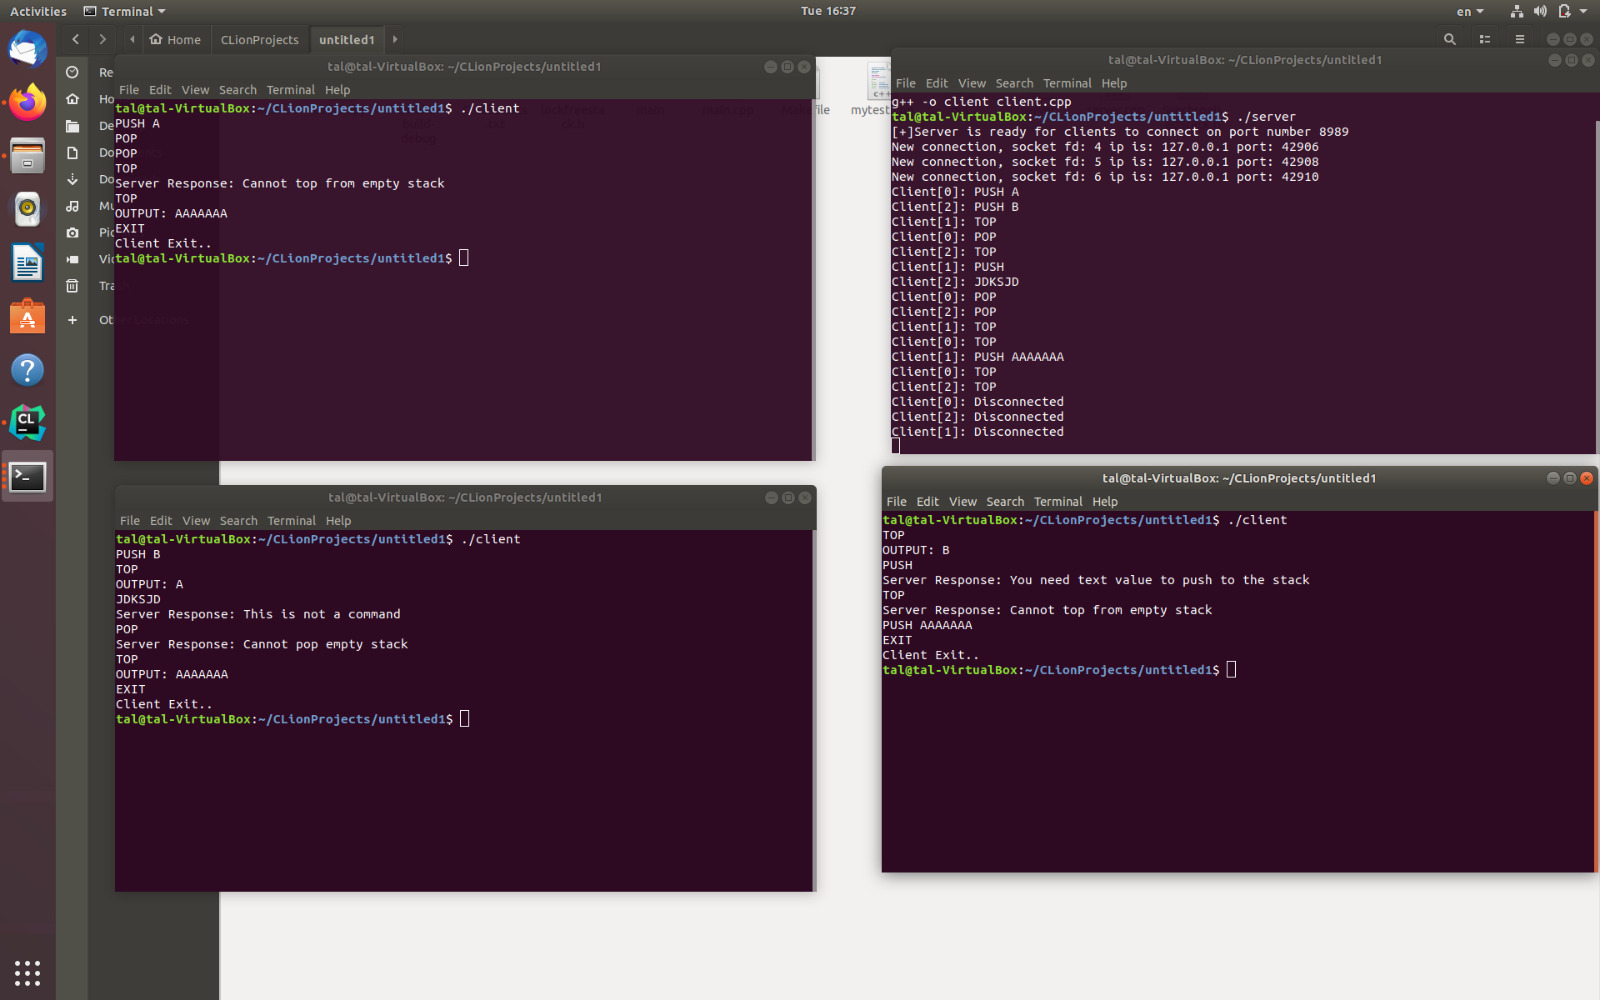 Activities
Terminal
Tue 16:37
en
Home
CLionProjects
untitled1
tal@tal-VirtualBox: ~/CLionProjects/untitled1
File Edit View Search Terminal Help
tal@tal-VirtualBox:~/CLionProjects/untitled1$ ./client
PUSH A
POP
POP
TOP
Server Response: Cannot top from empty stack
TOP
OUTPUT: AAAAAAA
EXIT
Client Exit..
tal@tal-VirtualBox:~/CLionProjects/untitled1$
tal@tal-VirtualBox: ~/CLionProjects/untitled1
File Edit View Search Terminal Help
g++ -o client client.cpp
tal@tal-VirtualBox:~/CLionProjects/untitled1$ ./server
[+]Server is ready for clients to connect on port number 8989
New connection, socket fd: 4 ip is: 127.0.0.1 port: 42906
New connection, socket fd: 5 ip is: 127.0.0.1 port: 42908
New connection, socket fd: 6 ip is: 127.0.0.1 port: 42910
Client[0]: PUSH A
Client[2]: PUSH B
Client[1]: TOP
Client[0]: POP
Client[2]: TOP
Client[1]: PUSH
Client[2]: JDKSJD
Client[0]: POP
Client[2]: POP
Client[1]: TOP
Client[0]: TOP
Client[1]: PUSH AAAAAAA
Client[0]: TOP
Client[2]: TOP
Client[0]: Disconnected
Client[2]: Disconnected
Client[1]: Disconnected
tal@tal-VirtualBox: ~/CLionProjects/untitled1
File Edit View Search Terminal Help
tal@tal-VirtualBox:~/CLionProjects/untitled1$ ./client
PUSH B
TOP
OUTPUT: A
JDKSJD
Server Response: This is not a command
POP
Server Response: Cannot pop empty stack
TOP
OUTPUT: AAAAAAA
EXIT
Client Exit..
tal@tal-VirtualBox:~/CLionProjects/untitled1$
tal@tal-VirtualBox: ~/CLionProjects/untitled1
File Edit View Search Terminal Help
tal@tal-VirtualBox:~/CLionProjects/untitled1$ ./client
TOP
OUTPUT: B
PUSH
Server Response: You need text value to push to the stack
TOP
Server Response: Cannot top from empty stack
PUSH AAAAAAA
EXIT
Client Exit..
tal@tal-VirtualBox:~/CLionProjects/untitled1$